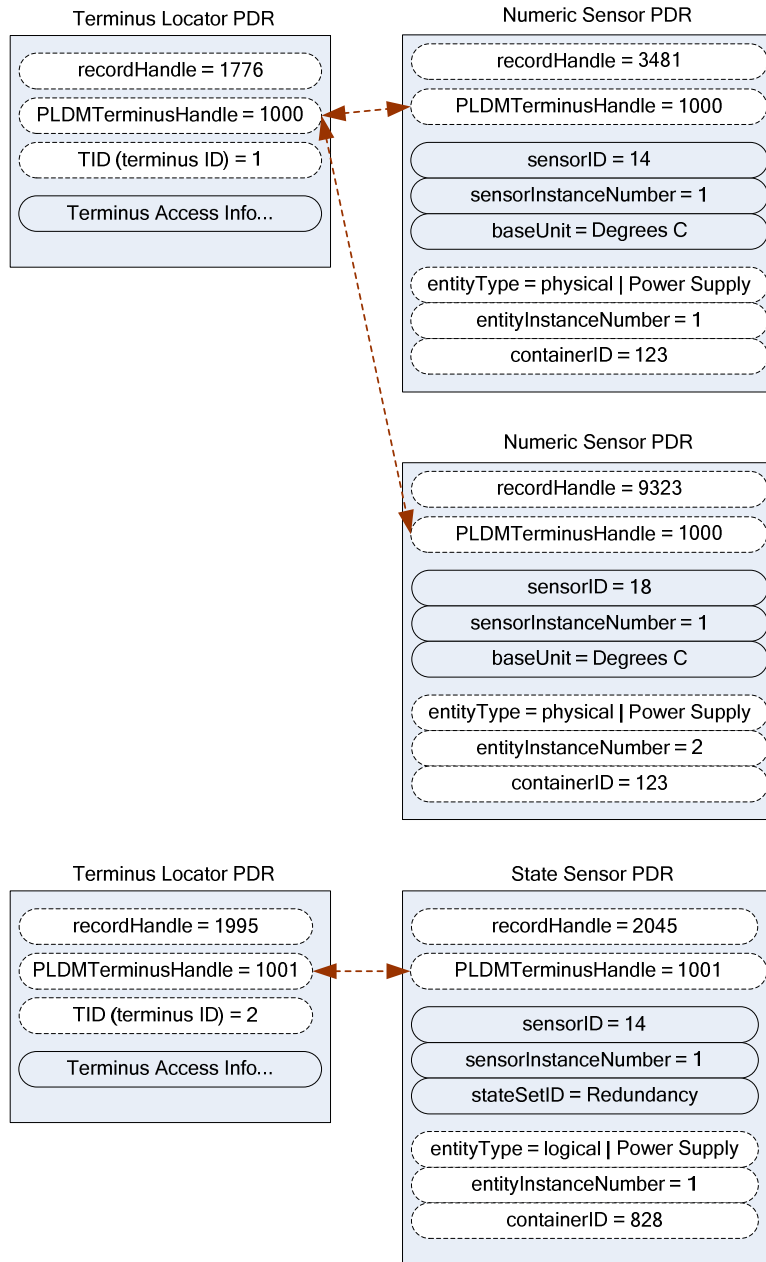 Terminus Locator PDR
recordHandle = 1776
PLDMTerminusHandle = 1000
TID (terminus ID) = 1
Terminus Access Info...
Numeric Sensor PDR
recordHandle = 3481
PLDMTerminusHandle = 1000
sensorID = 14
sensorInstanceNumber = 1
baseUnit = Degrees C
entityType = physical | Power Supply
entityInstanceNumber = 1
containerID = 123
Numeric Sensor PDR
recordHandle = 9323
PLDMTerminusHandle = 1000
sensorID = 18
sensorInstanceNumber = 1
baseUnit = Degrees C
entityType = physical | Power Supply
entityInstanceNumber = 2
containerID = 123
Terminus Locator PDR
recordHandle = 1995
PLDMTerminusHandle = 1001
TID (terminus ID) = 2
Terminus Access Info...
State Sensor PDR
recordHandle = 2045
PLDMTerminusHandle = 1001
sensorID = 14
sensorInstanceNumber = 1
stateSetID = Redundancy
entityType = logical | Power Supply
entityInstanceNumber = 1
containerID = 828